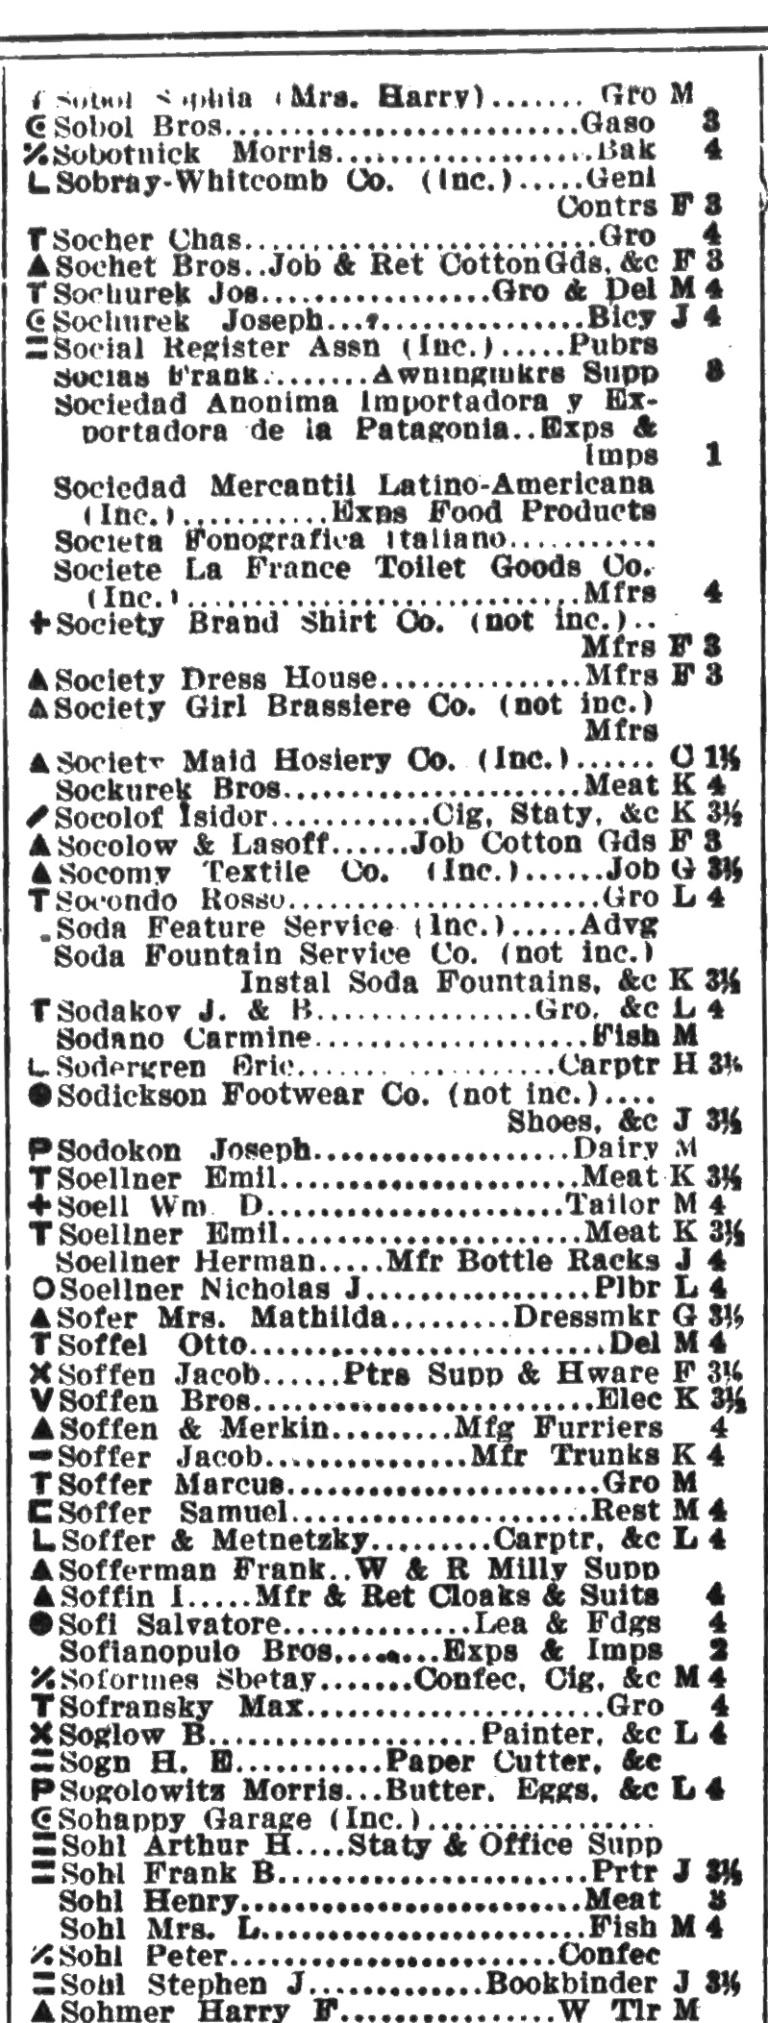 Sobol Sophia (Mrs. Harry)....... Gro M
Sobol Bros..........................Gaso 3
Sobotnick Morris..................Bak 4
L Sobray-Whitcomb Co. (Inc.).....Genl
Contrs F 3
T Socher Chas..........................Gro 4
▲ Sochet Bros..Job & Ret Cotton Gds, &c F 3
T Sochurek Jos.................Gro & Del M 4
Sochurek Joseph...................Bicy J 4
Social Register Assn (Inc.).....Pubrs
Socias Frank........Awningmkrs Supp 3
Sociedad Anonima Importadora y Ex-
portadora de la Patagonia..Exps &
Imps 1
Sociedad Mercantil Latino-Americana
(Inc.)...........Exps Food Products
Societa Fonografica Italiano...........
Societe La France Toilet Goods Co.
(Inc.).............................Mfrs 4
+ Society Brand Shirt Co. (not inc.)..
Mfrs F 3
▲ Society Dress House...............Mfrs F 3
▲ Society Girl Brassiere Co. (not inc.)
Mfrs
▲ Society Maid Hosiery Co. (Inc.)...... O 1½
Sockurek Bros.......................Meat K 4
Socolof Isidor............Cig, Staty, &c K 3½
▲ Socolow & Lasoff......Job Cotton Gds F 3
▲ Socomy Textile Co. (Inc.)......Job G 3½
T Socondo Rosso.......................Gro L 4
Soda Feature Service (Inc.).....Advg
Soda Fountain Service Co. (not inc.)
Instal Soda Fountains, &c K 3½
T Sodakov J. & B................Gro, &c L 4
Sodano Carmine....................Fish M
L Sodergren Eric...................Carptr H 3½
● Sodickson Footwear Co. (not inc.)....
Shoes, &c J 3½
P Sodokon Joseph...................Dairy M
T Soellner Emil......................Meat K 3½
+ Soell Wm. D......................Tailor M 4
T Soellner Emil.......................Meat K 3½
Soellner Herman.....Mfr Bottle Racks J 4
O Soellner Nicholas J.................Plbr L 4
▲ Sofer Mrs. Mathilda.........Dressmkr G 3½
T Soffel Otto...........................Del M 4
X Soffen Jacob......Ptrs Supp & Hware F 3½
V Soffen Bros..........................Elec K 3½
▲ Soffen & Merkin.........Mfg Furriers 4
Soffer Jacob...............Mfr Trunks K 4
T Soffer Marcus.......................Gro M
Soffer Samuel......................Rest M 4
L Soffer & Metnetzky.........Carptr, &c L 4
▲ Sofferman Frank..W & R Milly Supp
▲ Soffin I.....Mfr & Ret Cloaks & Suits 4
● Sofi Salvatore..............Lea & Fdgs 4
Sofianopulo Bros.......Exps & Imps 2
Soformes Sbetay.......Confec, Cig, &c M 4
T Sofransky Max......................Gro 4
X Soglow B....................Painter, &c L 4
Sogn H. E...........Paper Cutter, &c
P Sogolowitz Morris...Butter, Eggs, &c L 4
Sohappy Garage (Inc.)................
Sohl Arthur H....Staty & Office Supp
Sohl Frank B.......................Prtr J 3½
Sohl Henry..........................Meat 3
Sohl Mrs. L........................Fish M 4
Sohl Peter........................Confec
Sohl Stephen J.............Bookbinder J 3½
▲ Sohmer Harry F................W Tlr M